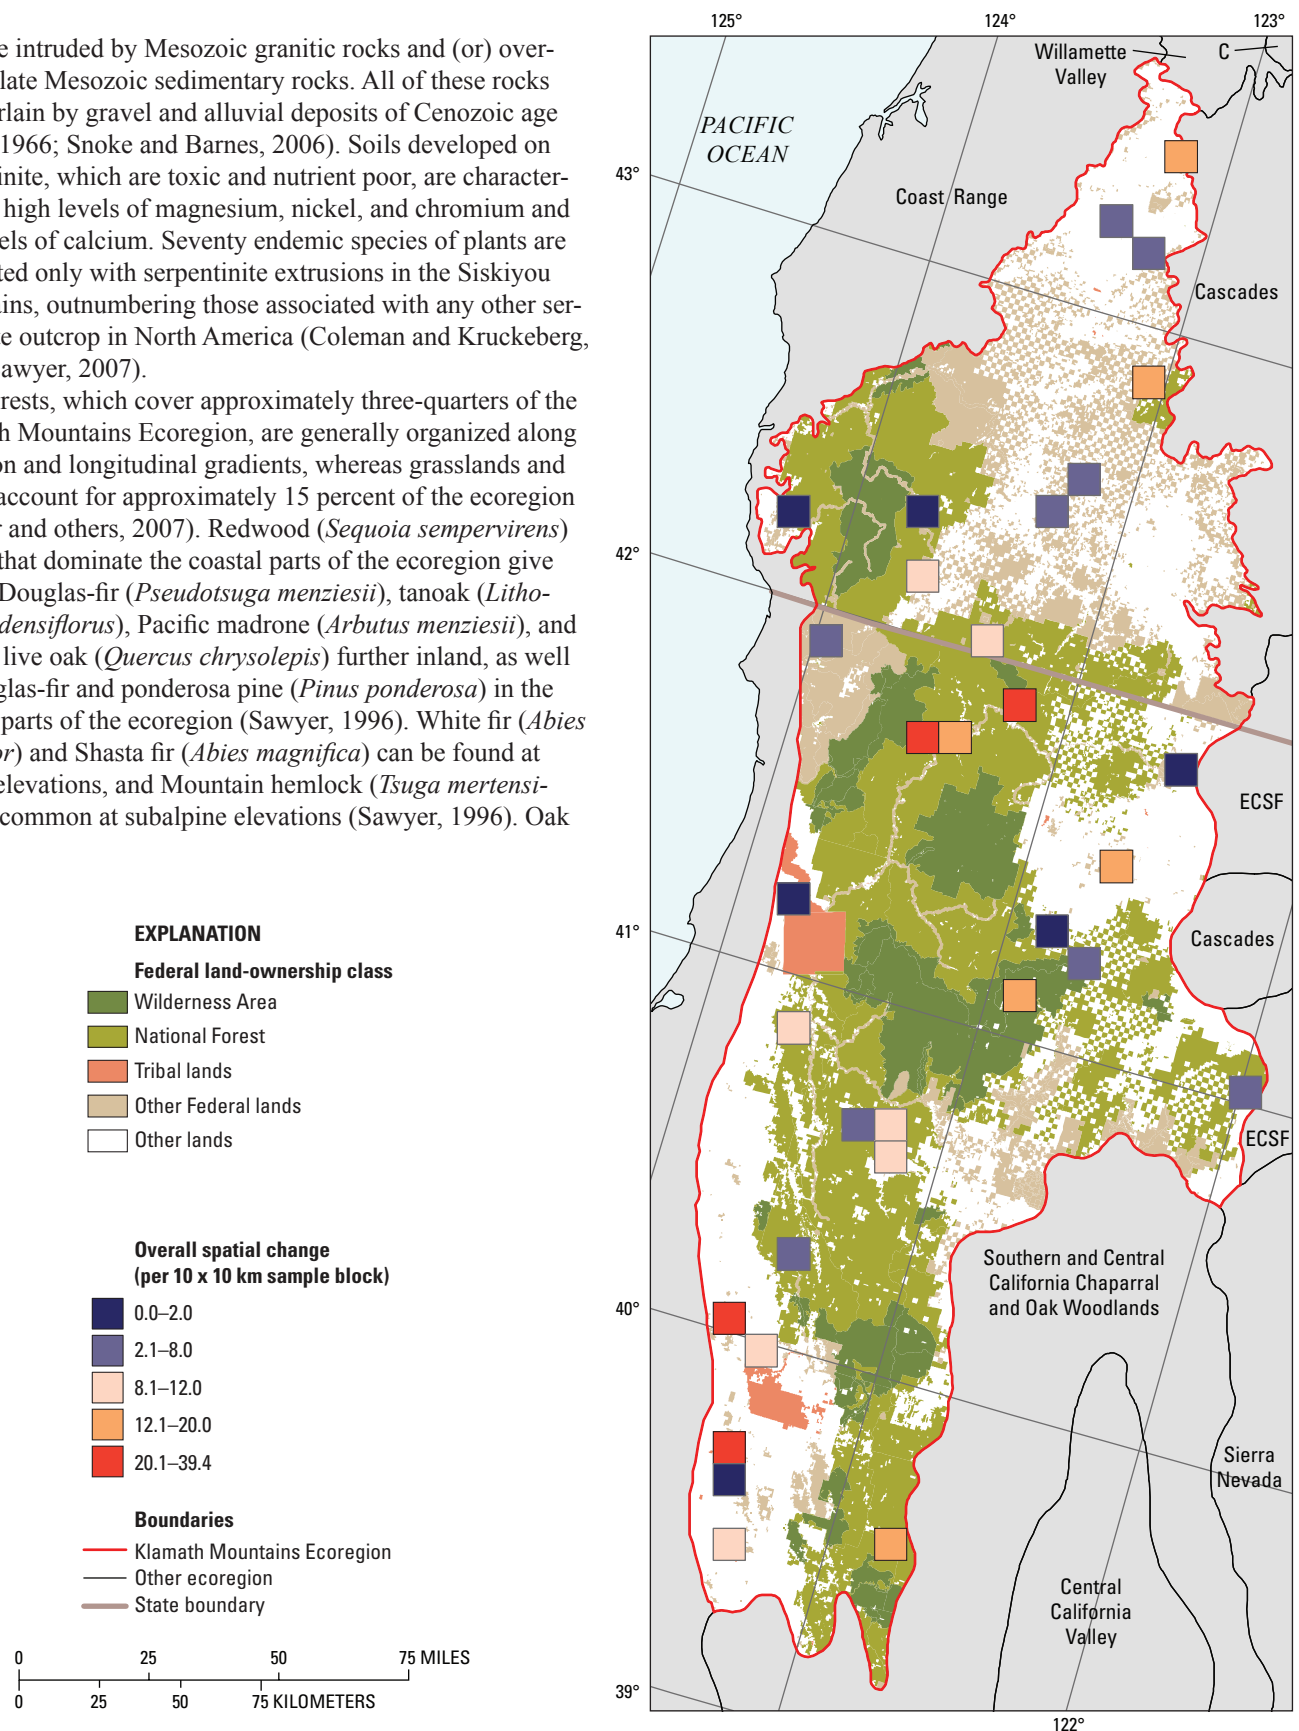 e intruded by Mesozoic granitic rocks and (or) over-
late Mesozoic sedimentary rocks. All of these rocks
rlain by gravel and alluvial deposits of Cenozoic age
1966; Snoke and Barnes, 2006). Soils developed on
inite, which are toxic and nutrient poor, are character-
high levels of magnesium, nickel, and chromium and
els of calcium. Seventy endemic species of plants are
ted only with serpentinite extrusions in the Siskiyou
ins, outnumbering those associated with any other ser-
e outcrop in North America (Coleman and Kruckeberg,
awyer, 2007).
rests, which cover approximately three-quarters of the
h Mountains Ecoregion, are generally organized along
on and longitudinal gradients, whereas grasslands and
account for approximately 15 percent of the ecoregion
r and others, 2007). Redwood (Sequoia sempervirens)
that dominate the coastal parts of the ecoregion give
Douglas-fir (Pseudotsuga menziesii), tanoak (Litho-
densiflorus), Pacific madrone (Arbutus menziesii), and
live oak (Quercus chrysolepis) further inland, as well
glas-fir and ponderosa pine (Pinus ponderosa) in the
parts of the ecoregion (Sawyer, 1996). White fir (Abies
or) and Shasta fir (Abies magnifica) can be found at
elevations, and Mountain hemlock (Tsuga mertensi-
common at subalpine elevations (Sawyer, 1996). Oak
EXPLANATION
Federal land-ownership class
Wilderness Area
National Forest
Tribal lands
Other Federal lands
Other lands
Overall spatial change
(per 10 x 10 km sample block)
0.0–2.0
2.1–8.0
8.1–12.0
12.1–20.0
20.1–39.4
Boundaries
Klamath Mountains Ecoregion
Other ecoregion
State boundary
0 25 50 75 MILES
0 25 50 75 KILOMETERS
125° 124° 123°
Willamette
Valley
C
PACIFIC
OCEAN
43°
Coast Range
Cascades
42°
ECSF
41°
Cascades
ECSF
Southern and Central
California Chaparral
and Oak Woodlands
40°
Sierra
Nevada
Central
California
Valley
39°
122°